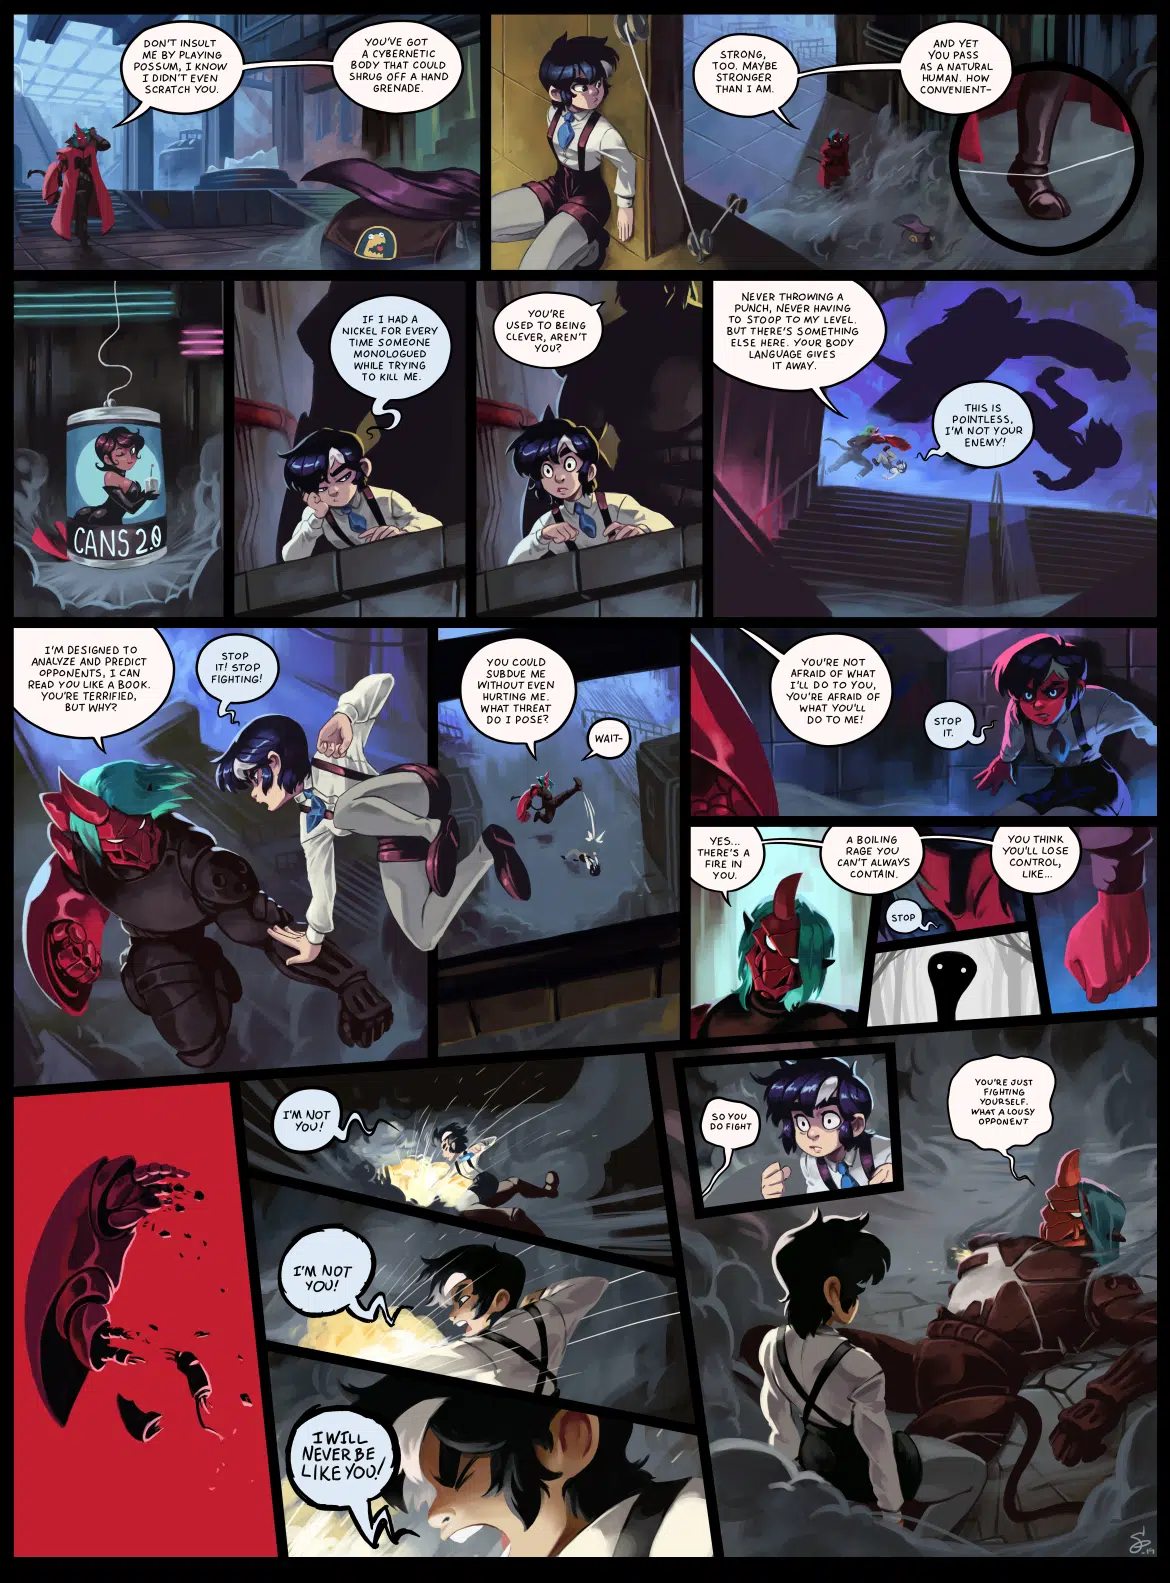 DON'T INSULT
ME BY PLAYING
POSSUM, I KNOW
I DIDN'T EVEN
SCRATCH YOU.
YOU'VE GOT
A CYBERNETIC
BODY THAT COULD
SHRUG OFF A HAND
GRENADE.
STRONG,
TOO. MAYBE
STRONGER
THAN I AM.
AND YET
YOU PASS
AS A NATURAL
HUMAN. HOW
CONVENIENT-
CANS 2.0
IF I HAD A
NICKEL FOR EVERY
TIME SOMEONE
MONOLOGUED
WHILE TRYING
TO KILL ME.
YOU'RE
USED TO BEING
CLEVER, AREN'T
YOU?
NEVER THROWING A
PUNCH, NEVER HAVING
TO STOOP TO MY LEVEL.
BUT THERE'S SOMETHING
ELSE HERE. YOUR BODY
LANGUAGE GIVES
IT AWAY.
THIS IS
POINTLESS,
I'M NOT YOUR
ENEMY!
I'M DESIGNED TO
ANALYZE AND PREDICT
OPPONENTS, I CAN
READ YOU LIKE A BOOK.
YOU'RE TERRIFIED,
BUT WHY?
STOP
IT! STOP
FIGHTING!
YOU COULD
SUBDUE ME
WITHOUT EVEN
HURTING ME.
WHAT THREAT
DO I POSE?
WAIT-
YOU'RE NOT
AFRAID OF WHAT
I'LL DO TO YOU,
YOU'RE AFRAID OF
WHAT YOU'LL
DO TO ME!
STOP
IT.
YES...
THERE'S A
FIRE IN
YOU.
A BOILING
RAGE YOU
CAN'T ALWAYS
CONTAIN.
STOP
YOU THINK
YOU'LL LOSE
CONTROL,
LIKE...
I'M NOT
YOU!
I'M NOT
YOU!
I WILL
NEVER BE
LIKE YOU!
SO YOU
DO FIGHT
YOU'RE JUST
FIGHTING
YOURSELF.
WHAT A LOUSY
OPPONENT